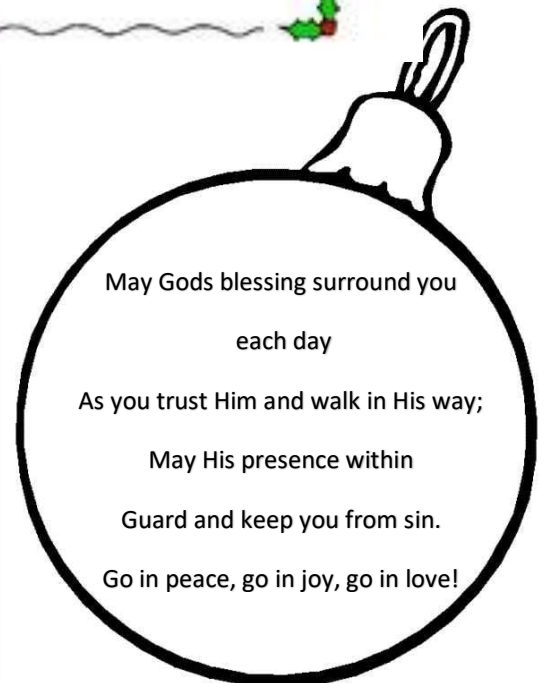 May Gods blessing surround you
each day
As you trust Him and walk in His way;
May His presence within
Guard and keep you from sin.
Go in peace, go in joy, go in love!